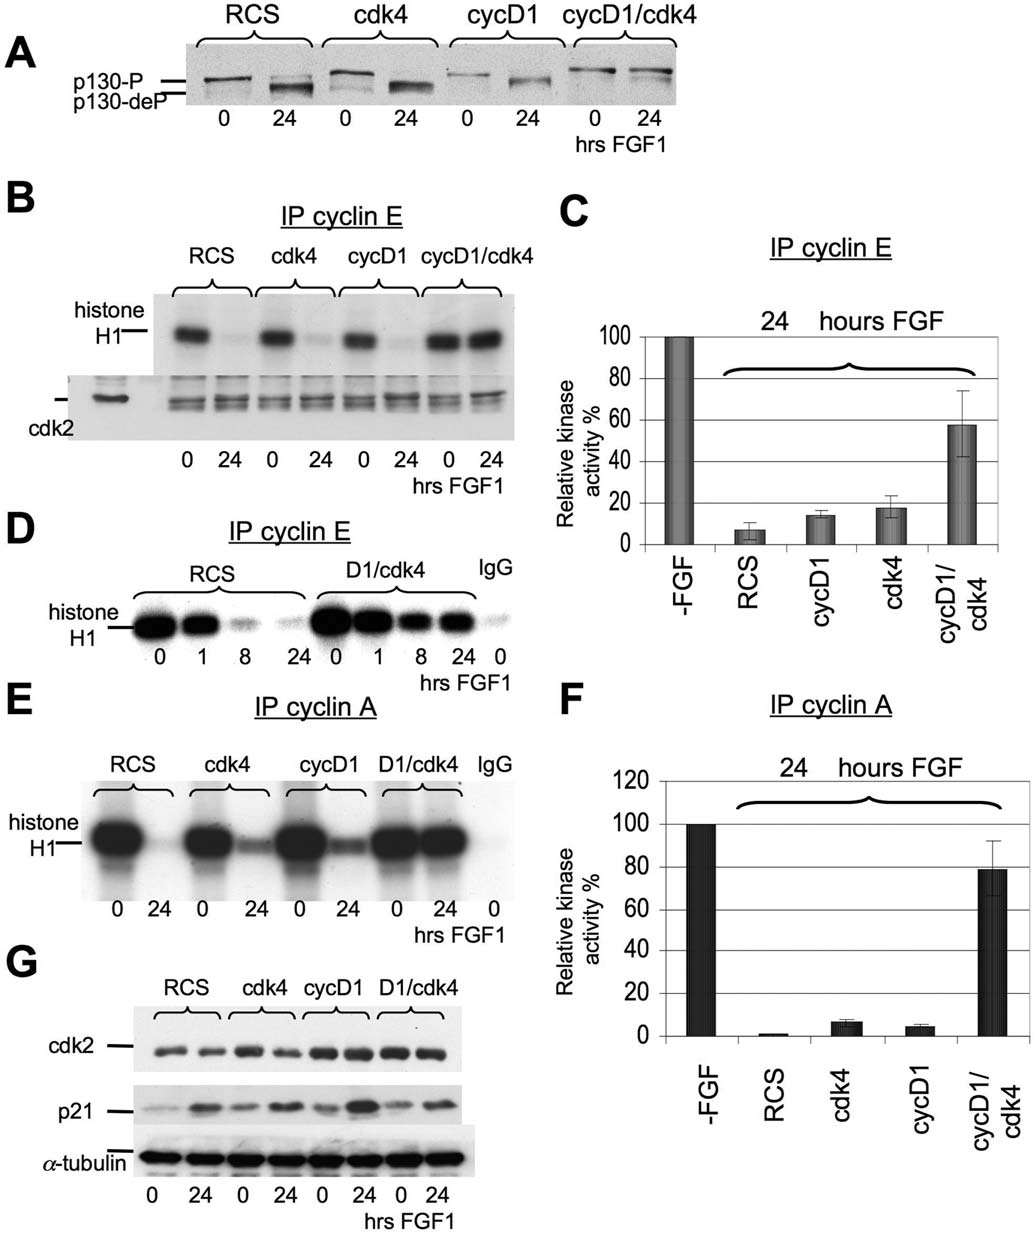 A
RCS cdk4 cycD1 cycD1/cdk4
p130-P
p130-deP
0 24 0 24 0 24 0 24
hrs FGF1
B
IP cyclin E
RCS cdk4 cycD1 cycD1/cdk4
histone
H1
cdk2
0 24 0 24 0 24 0 24
hrs FGF1
C
IP cyclin E
24 hours FGF
Relative kinase
activity %
100
80
60
40
20
0
-FGF
RCS
cycD1
cdk4
cycD1/
cdk4
D
IP cyclin E
RCS D1/cdk4 IgG
histone
H1
0 1 8 24 0 1 8 24 0
hrs FGF1
E
IP cyclin A
RCS cdk4 cycD1 D1/cdk4 IgG
histone
H1
0 24 0 24 0 24 0 24 0
hrs FGF1
F
IP cyclin A
24 hours FGF
Relative kinase
activity %
120
100
80
60
40
20
0
-FGF
RCS
cdk4
cycD1
cycD1/
cdk4
G
RCS cdk4 cycD1 D1/cdk4
cdk2
p21
α-tubulin
0 24 0 24 0 24 0 24
hrs FGF1